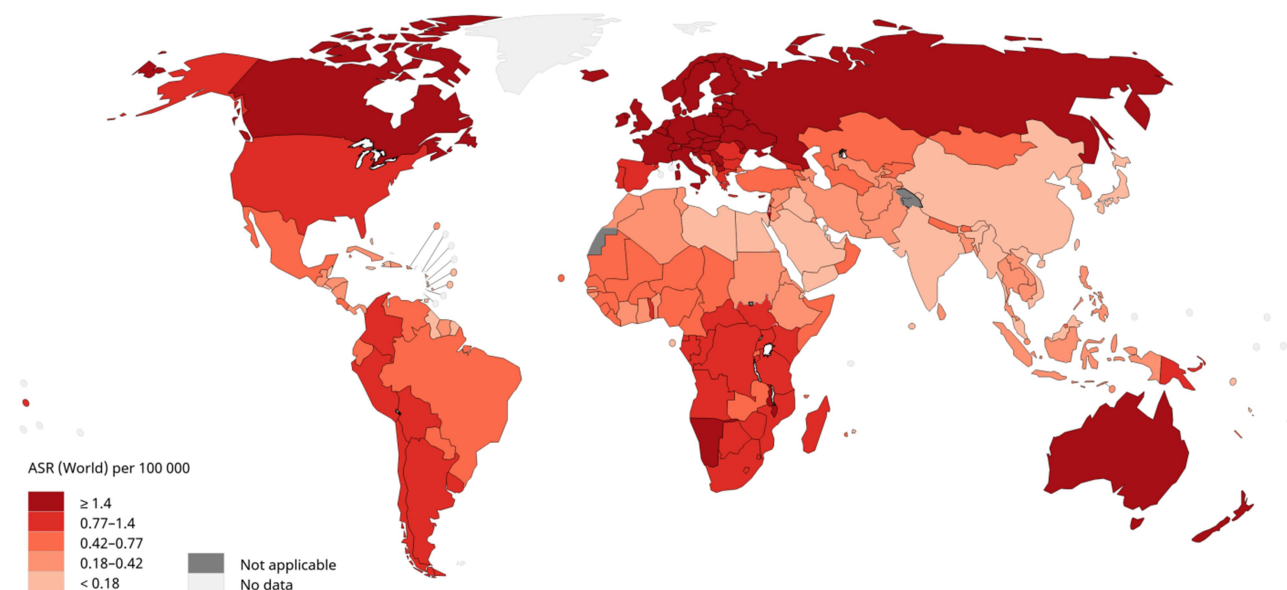 ASR (World) per 100 000
≥ 1.4
0.77–1.4
0.42–0.77
0.18–0.42
< 0.18
Not applicable
No data